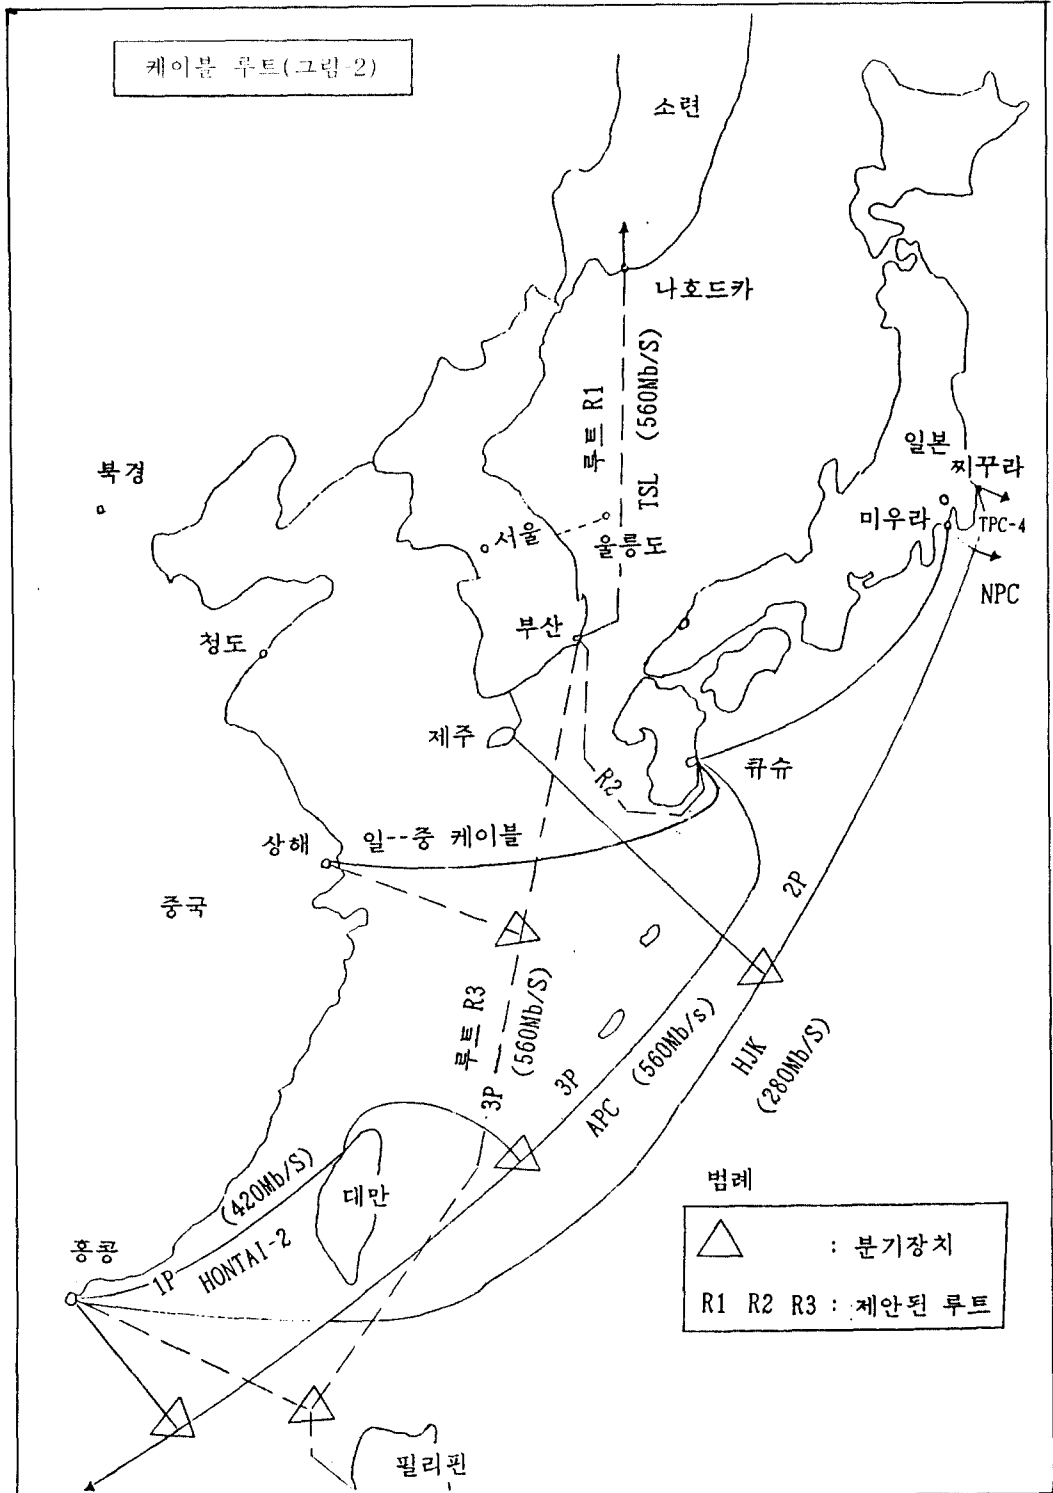 케이블 루트(그림-2)
소련
나호드카
루트 R1
TSL (560Mb/S)
북경
일본
찌꾸라
미우라
TPC-4
NPC
서울
울릉도
부산
청도
제주
큐슈
R2
상해
일--중 케이블
중국
2P
루트 R3
(560Mb/S)
3P
3P
APC (560Mb/s)
HJK
(280Mb/S)
(420Mb/S)
대만
홍콩
1P HONTAI-2
필리핀
범례
: 분기장치
R1 R2 R3 : 제안된 루트